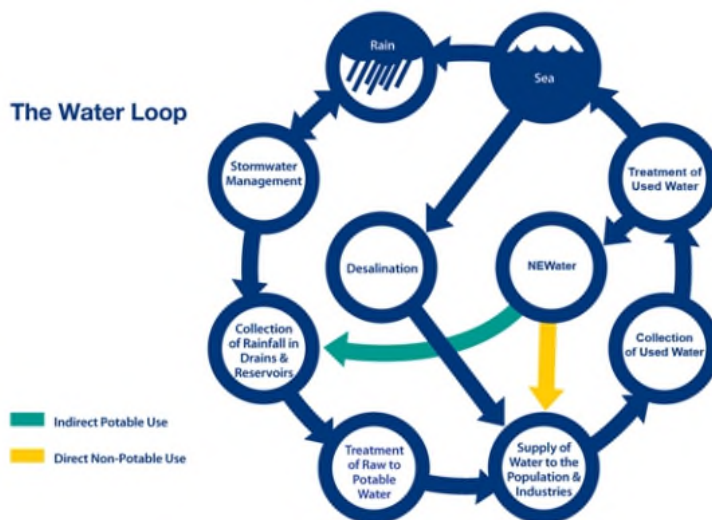 The Water Loop
Rain
Sea
Stormwater
Management
Treatment of
Used Water
Desalination
NEWater
Collection
of Rainfall in
Drains &
Reservoirs
Collection
of Used Water
Indirect Potable Use
Direct Non-Potable Use
Treatment
of Raw to
Potable
Water
Supply of
Water to the
Population &
Industries